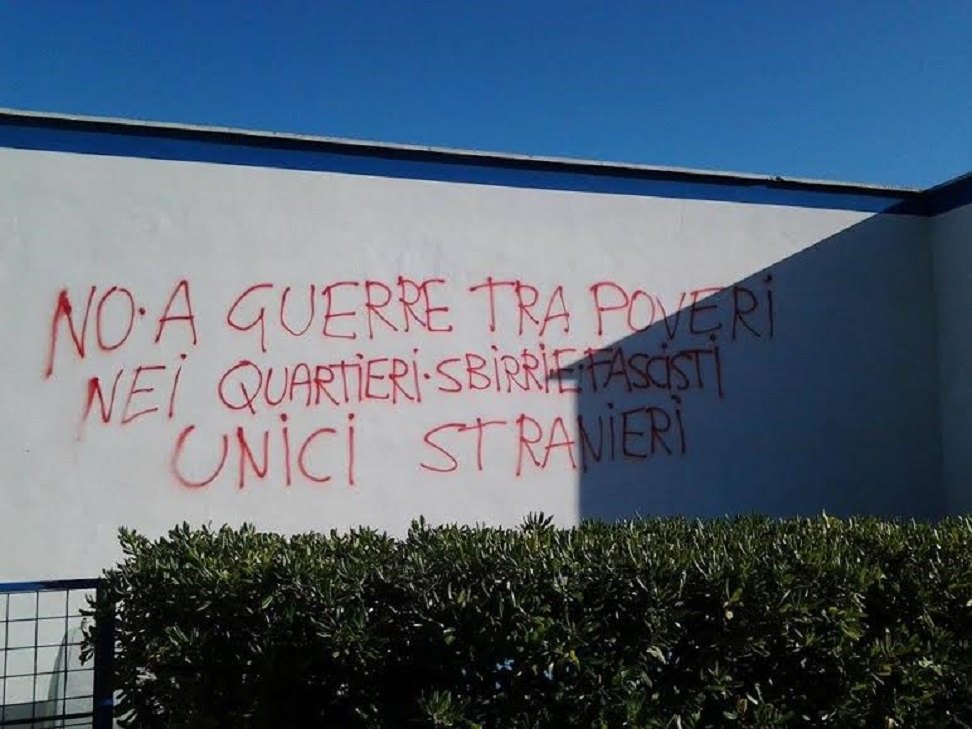 NO·A GUERRE TRA POVERI
NEI QUARTIERI·SBIRRI E·FASCISTI
UNICI STRANIERI